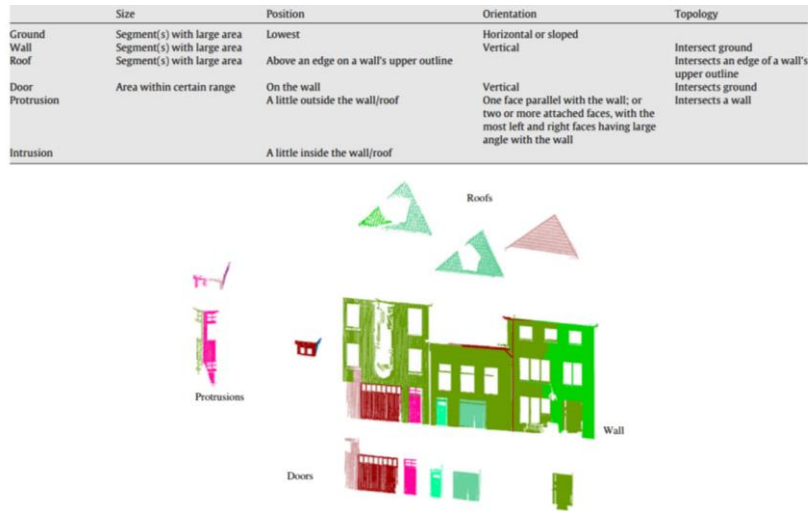 Size Position Orientation Topology
Ground Segment(s) with large area Lowest Horizontal or sloped
Wall Segment(s) with large area Vertical Intersect ground
Roof Segment(s) with large area Above an edge on a wall's upper outline Intersects an edge of a wall's
upper outline
Door Area within certain range On the wall Vertical Intersects ground
Protrusion A little outside the wall/roof One face parallel with the wall; or Intersects a wall
two or more attached faces, with the
most left and right faces having large
angle with the wall
Intrusion A little inside the wall/roof
Roofs
Protrusions
Wall
Doors